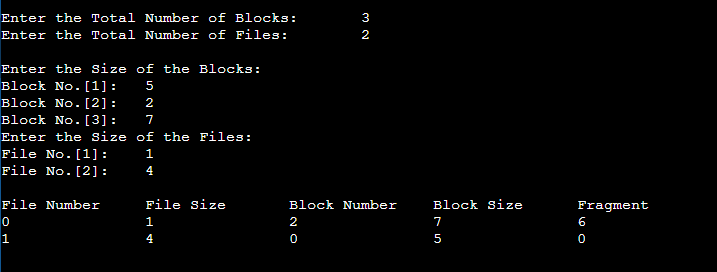 Enter the Total Number of Blocks: 3
Enter the Total Number of Files: 2
Enter the Size of the Blocks:
Block No.[1]: 5
Block No.[2]: 2
Block No.[3]: 7
Enter the Size of the Files:
File No.[1]: 1
File No.[2]: 4
File Number File Size Block Number Block Size Fragment
0 1 2 7 6
1 4 0 5 0